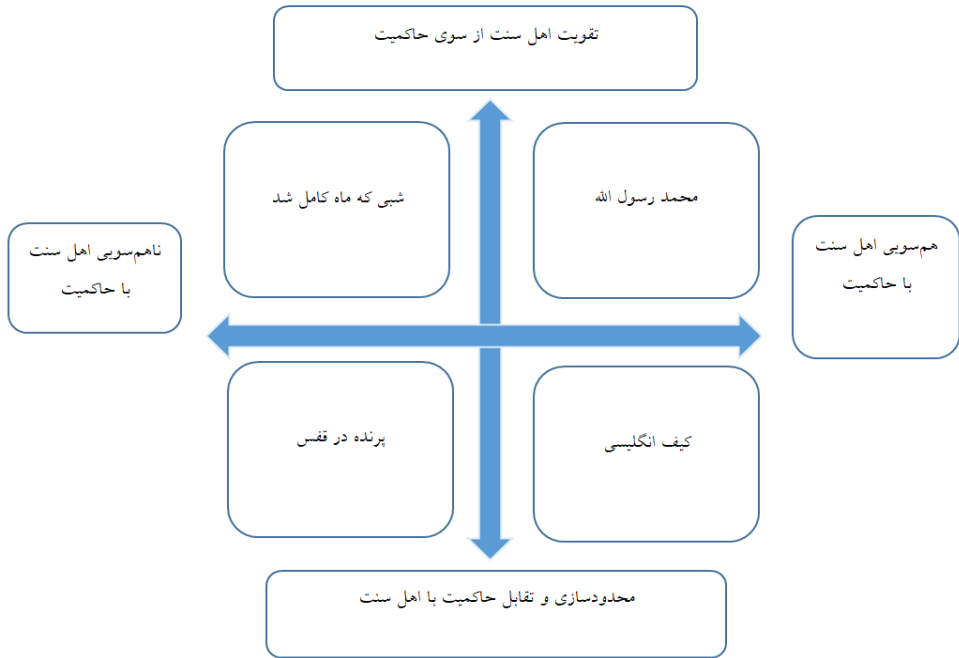 تقویت اهل سنت از سوی حاکمیت
محمد رسول الله
شبی که ماه کامل شد
هم‌سویی اهل سنت
با حاکمیت
ناهم‌سویی اهل سنت
با حاکمیت
کیف انگلیسی
پرنده در قفس
محدودسازی و تقابل حاکمیت با اهل سنت